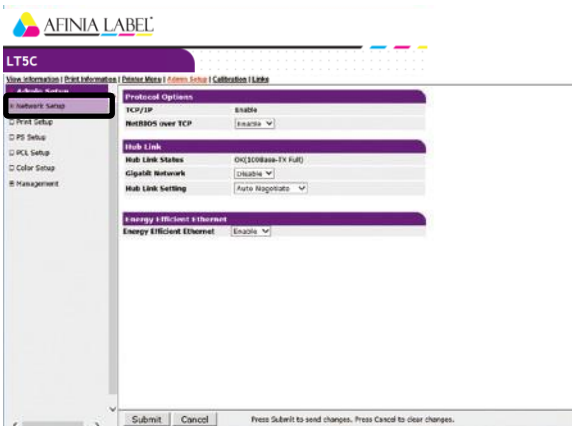 AFINIA LABEL
LT5C
View Information | Print Information | Printer Menu | Admin Setup | Calibration | Links
Admin Setup
Network Setup
Print Setup
PS Setup
PCL Setup
Color Setup
Management
Protocol Options
TCP/IP Enable
NetBIOS over TCP Enable
Hub Link
Hub Link Status OK(100Base-TX Full)
Gigabit Network Disable
Hub Link Setting Auto Negotiate
Energy Efficient Ethernet
Energy Efficient Ethernet Enable
Submit Cancel Press Submit to send changes. Press Cancel to clear changes.